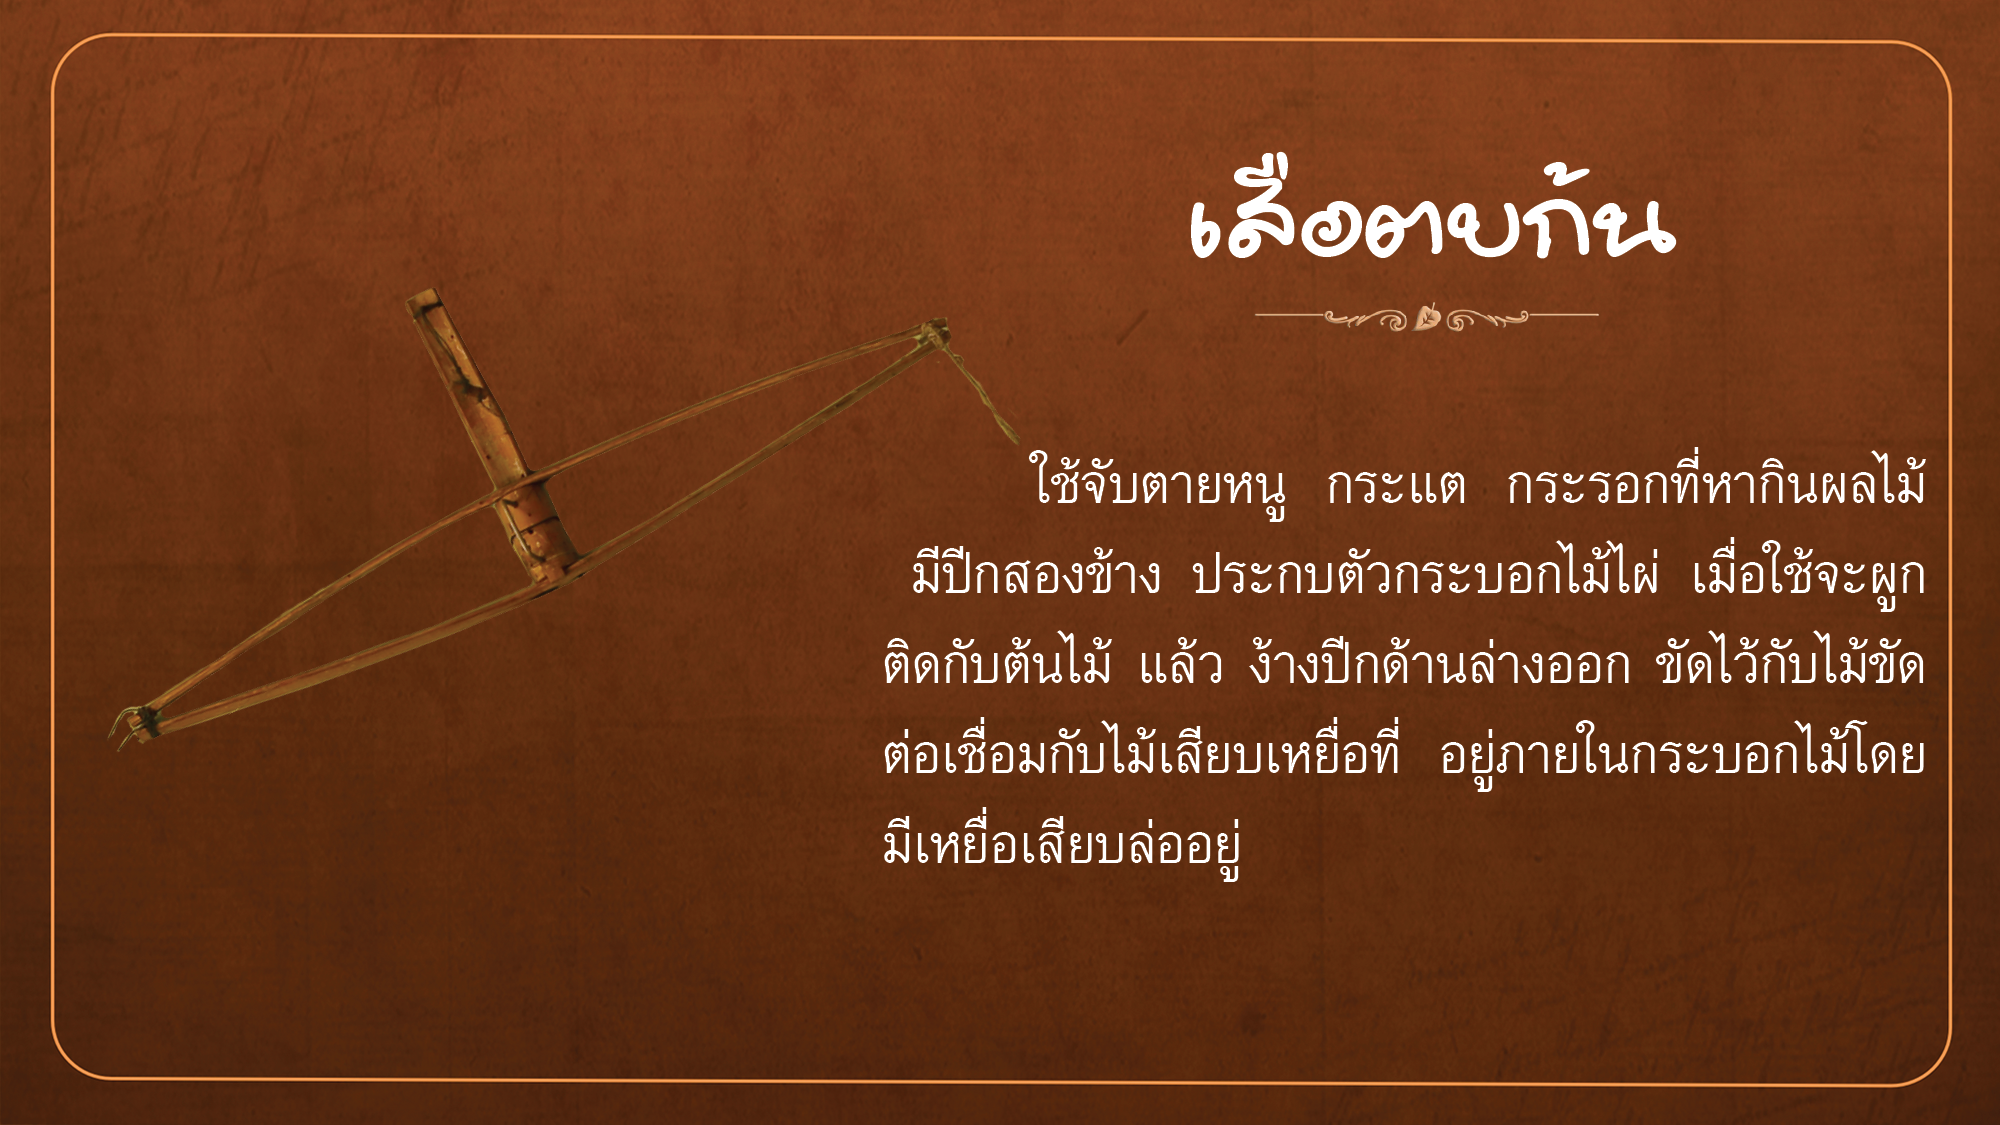 เสือตบก้น
ใช้จับตายหนู กระแต กระรอกที่หากินผลไม้
มีปีกสองข้าง ประกบตัวกระบอกไม้ไผ่ เมื่อใช้จะผูก
ติดกับต้นไม้ แล้ว ง้างปีกด้านล่างออก ขัดไว้กับไม้ขัด
ต่อเชื่อมกับไม้เสียบเหยื่อที่ อยู่ภายในกระบอกไม้โดย
มีเหยื่อเสียบล่ออยู่